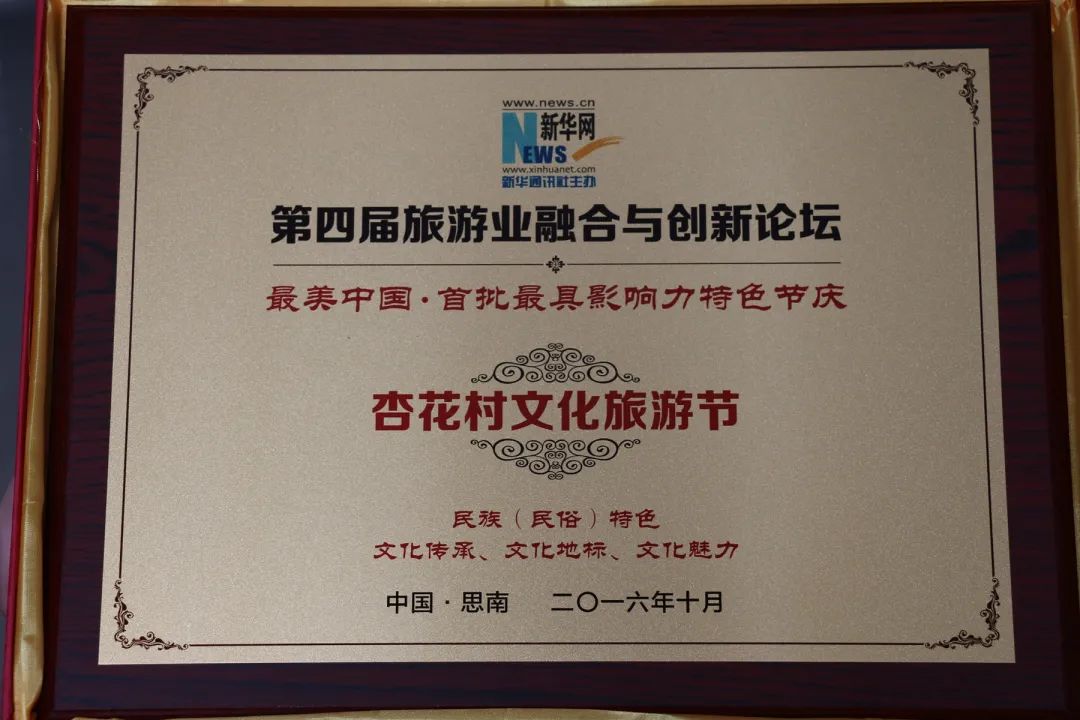 www.news.cn
新华网
NEWS
www.xinhuanet.com
新华通讯社主办
第四届旅游业融合与创新论坛
最美中国·首批最具影响力特色节庆
杏花村文化旅游节
民族（民俗）特色
文化传承、文化地标、文化魅力
中国·思南 二〇一六年十月